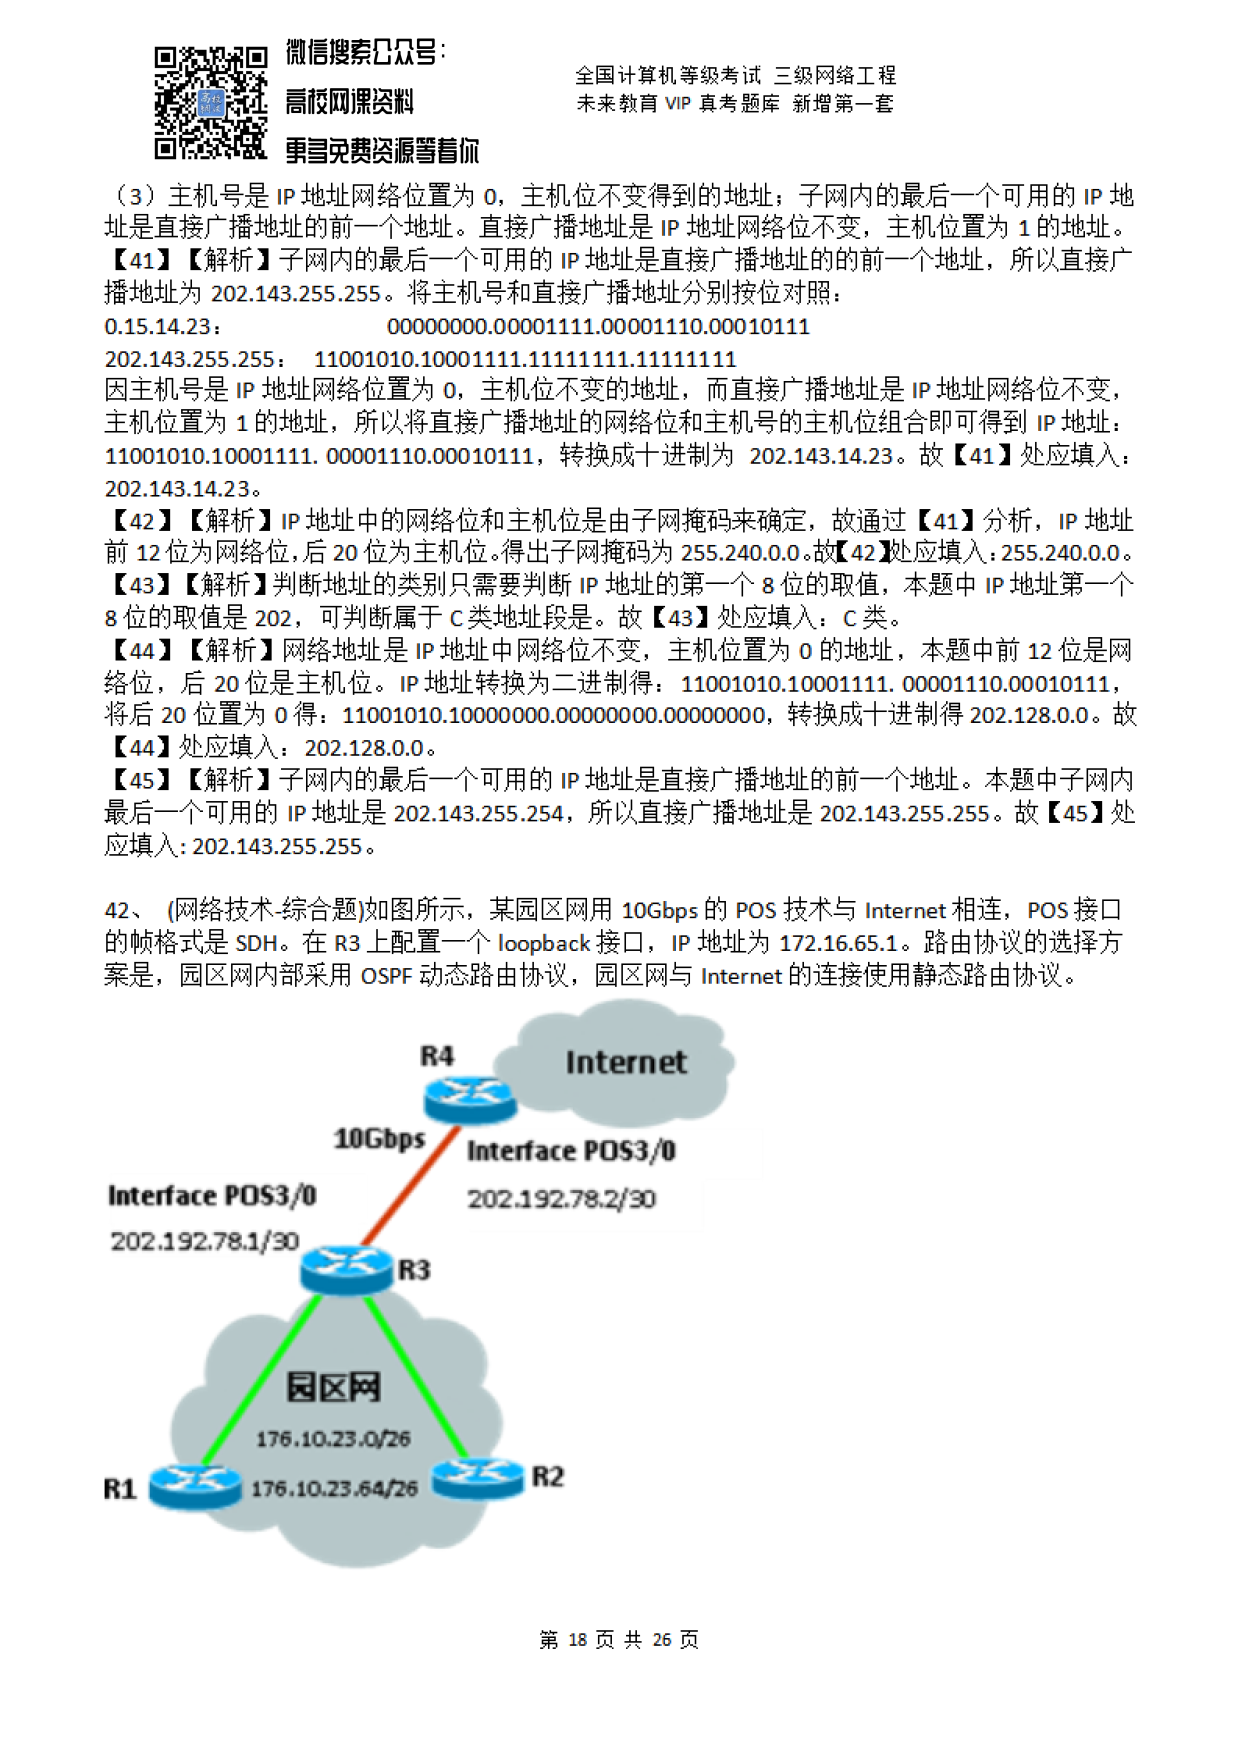 微信搜索公众号：
高校网课资料
更多免费资源等着你
全国计算机等级考试 三级网络工程
未来教育 VIP 真考题库 新增第一套
（3）主机号是 IP 地址网络位置为 0，主机位不变得到的地址；子网内的最后一个可用的 IP 地
址是直接广播地址的前一个地址。直接广播地址是 IP 地址网络位不变，主机位置为 1 的地址。
【41】【解析】子网内的最后一个可用的 IP 地址是直接广播地址的的前一个地址，所以直接广
播地址为 202.143.255.255。将主机号和直接广播地址分别按位对照：
0.15.14.23： 00000000.00001111.00001110.00010111
202.143.255.255： 11001010.10001111.11111111.11111111
因主机号是 IP 地址网络位置为 0，主机位不变的地址，而直接广播地址是 IP 地址网络位不变，
主机位置为 1 的地址，所以将直接广播地址的网络位和主机号的主机位组合即可得到 IP 地址：
11001010.10001111. 00001110.00010111，转换成十进制为 202.143.14.23。故【41】处应填入：
202.143.14.23。
【42】【解析】IP 地址中的网络位和主机位是由子网掩码来确定，故通过【41】分析，IP 地址
前 12 位为网络位，后 20 位为主机位。得出子网掩码为 255.240.0.0。故【42】处应填入：255.240.0.0。
【43】【解析】判断地址的类别只需要判断 IP 地址的第一个 8 位的取值，本题中 IP 地址第一个
8 位的取值是 202，可判断属于 C 类地址段是。故【43】处应填入：C 类。
【44】【解析】网络地址是 IP 地址中网络位不变，主机位置为 0 的地址，本题中前 12 位是网
络位，后 20 位是主机位。IP 地址转换为二进制得：11001010.10001111. 00001110.00010111，
将后 20 位置为 0 得：11001010.10000000.00000000.00000000，转换成十进制得 202.128.0.0。故
【44】处应填入：202.128.0.0。
【45】【解析】子网内的最后一个可用的 IP 地址是直接广播地址的前一个地址。本题中子网内
最后一个可用的 IP 地址是 202.143.255.254，所以直接广播地址是 202.143.255.255。故【45】处
应填入: 202.143.255.255。
42、 (网络技术-综合题)如图所示，某园区网用 10Gbps 的 POS 技术与 Internet 相连，POS 接口
的帧格式是 SDH。在 R3 上配置一个 loopback 接口，IP 地址为 172.16.65.1。路由协议的选择方
案是，园区网内部采用 OSPF 动态路由协议，园区网与 Internet 的连接使用静态路由协议。
R4
Internet
10Gbps
Interface POS3/0
202.192.78.2/30
Interface POS3/0
202.192.78.1/30
R3
园区网
176.10.23.0/26
R1
176.10.23.64/26
R2
第 18 页 共 26 页